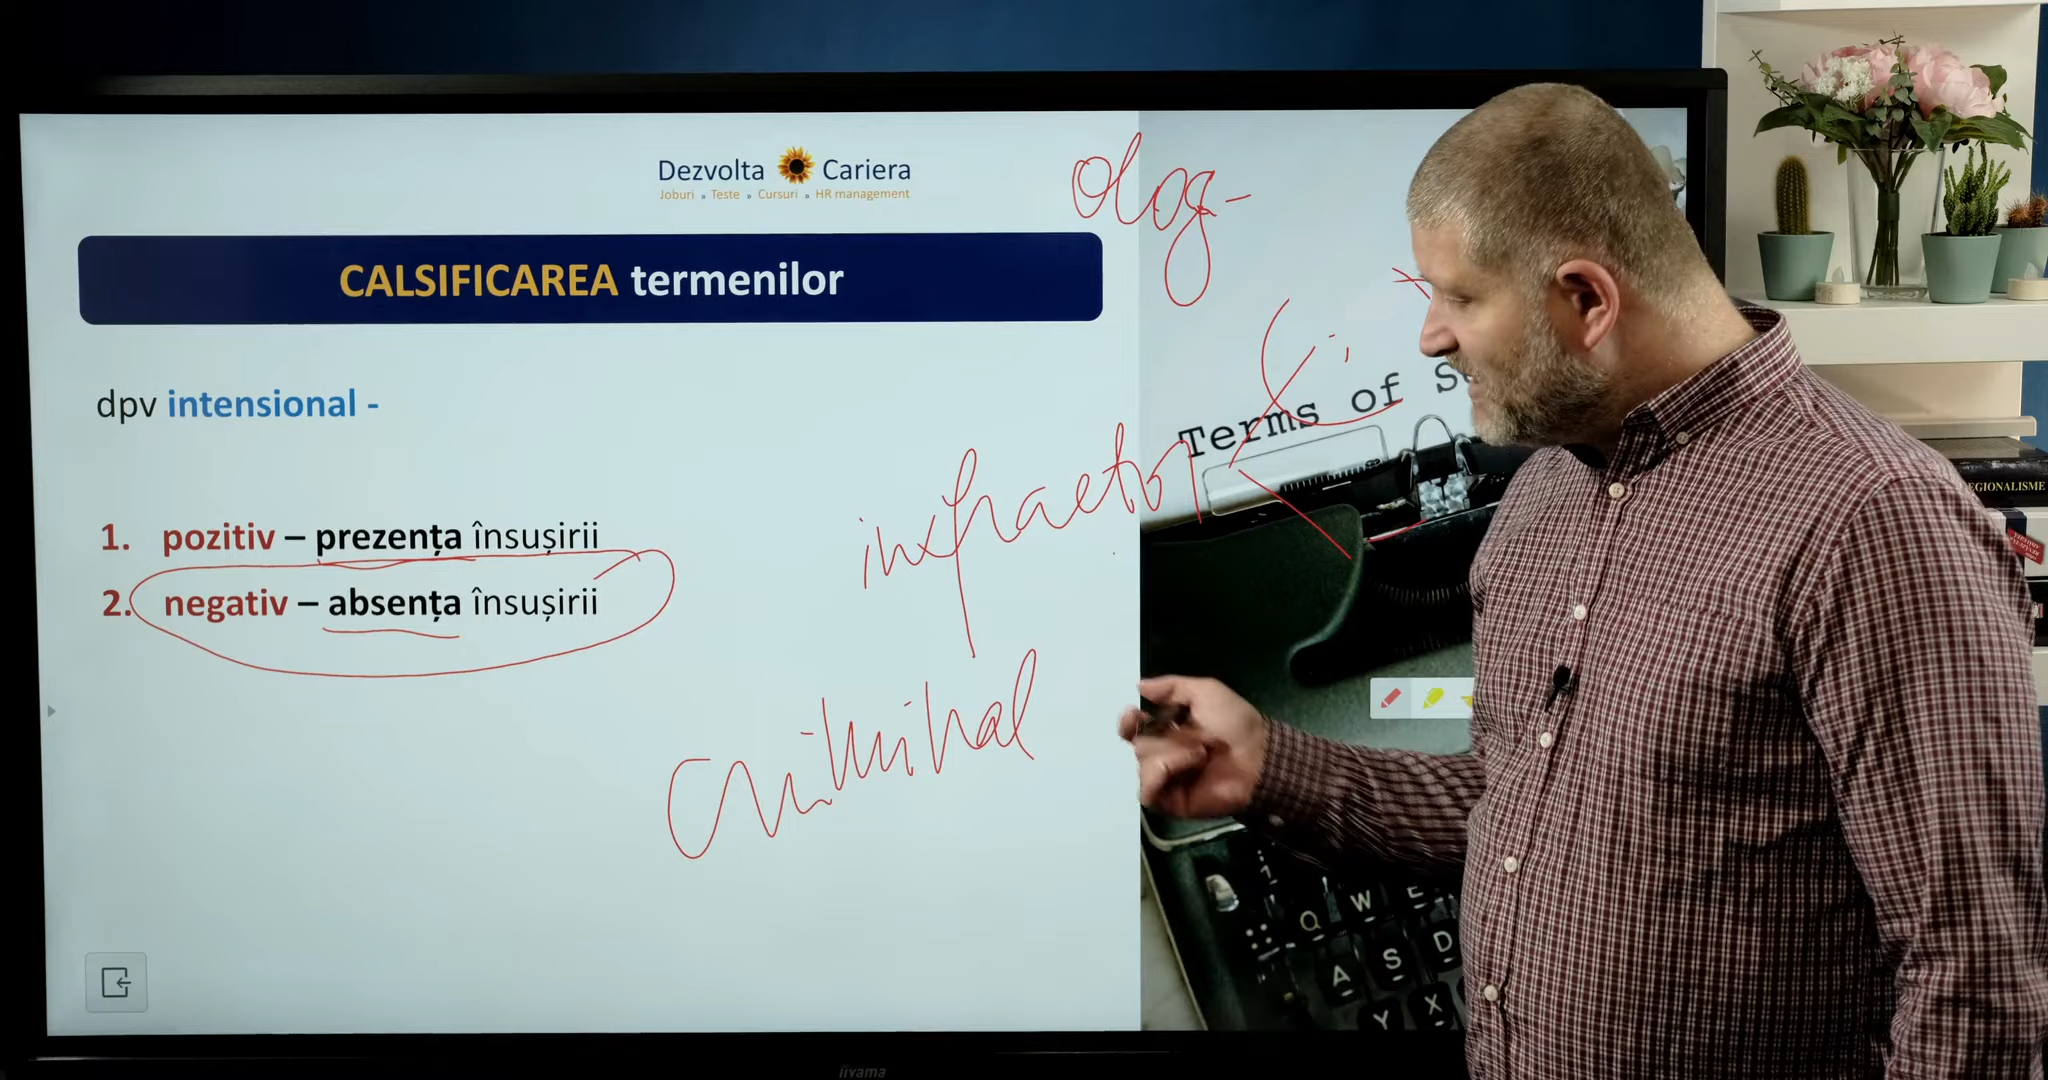 Dezvolta Cariera
Joburi » Teste » Cursuri » HR management
olog-
CALSIFICAREA termenilor
dpv intensional -
Terms of
infractor
1. pozitiv – prezența însușirii
2. negativ – absența însușirii
criminal
EGIONALISME
Q W E
A S D
Y X
iiyama